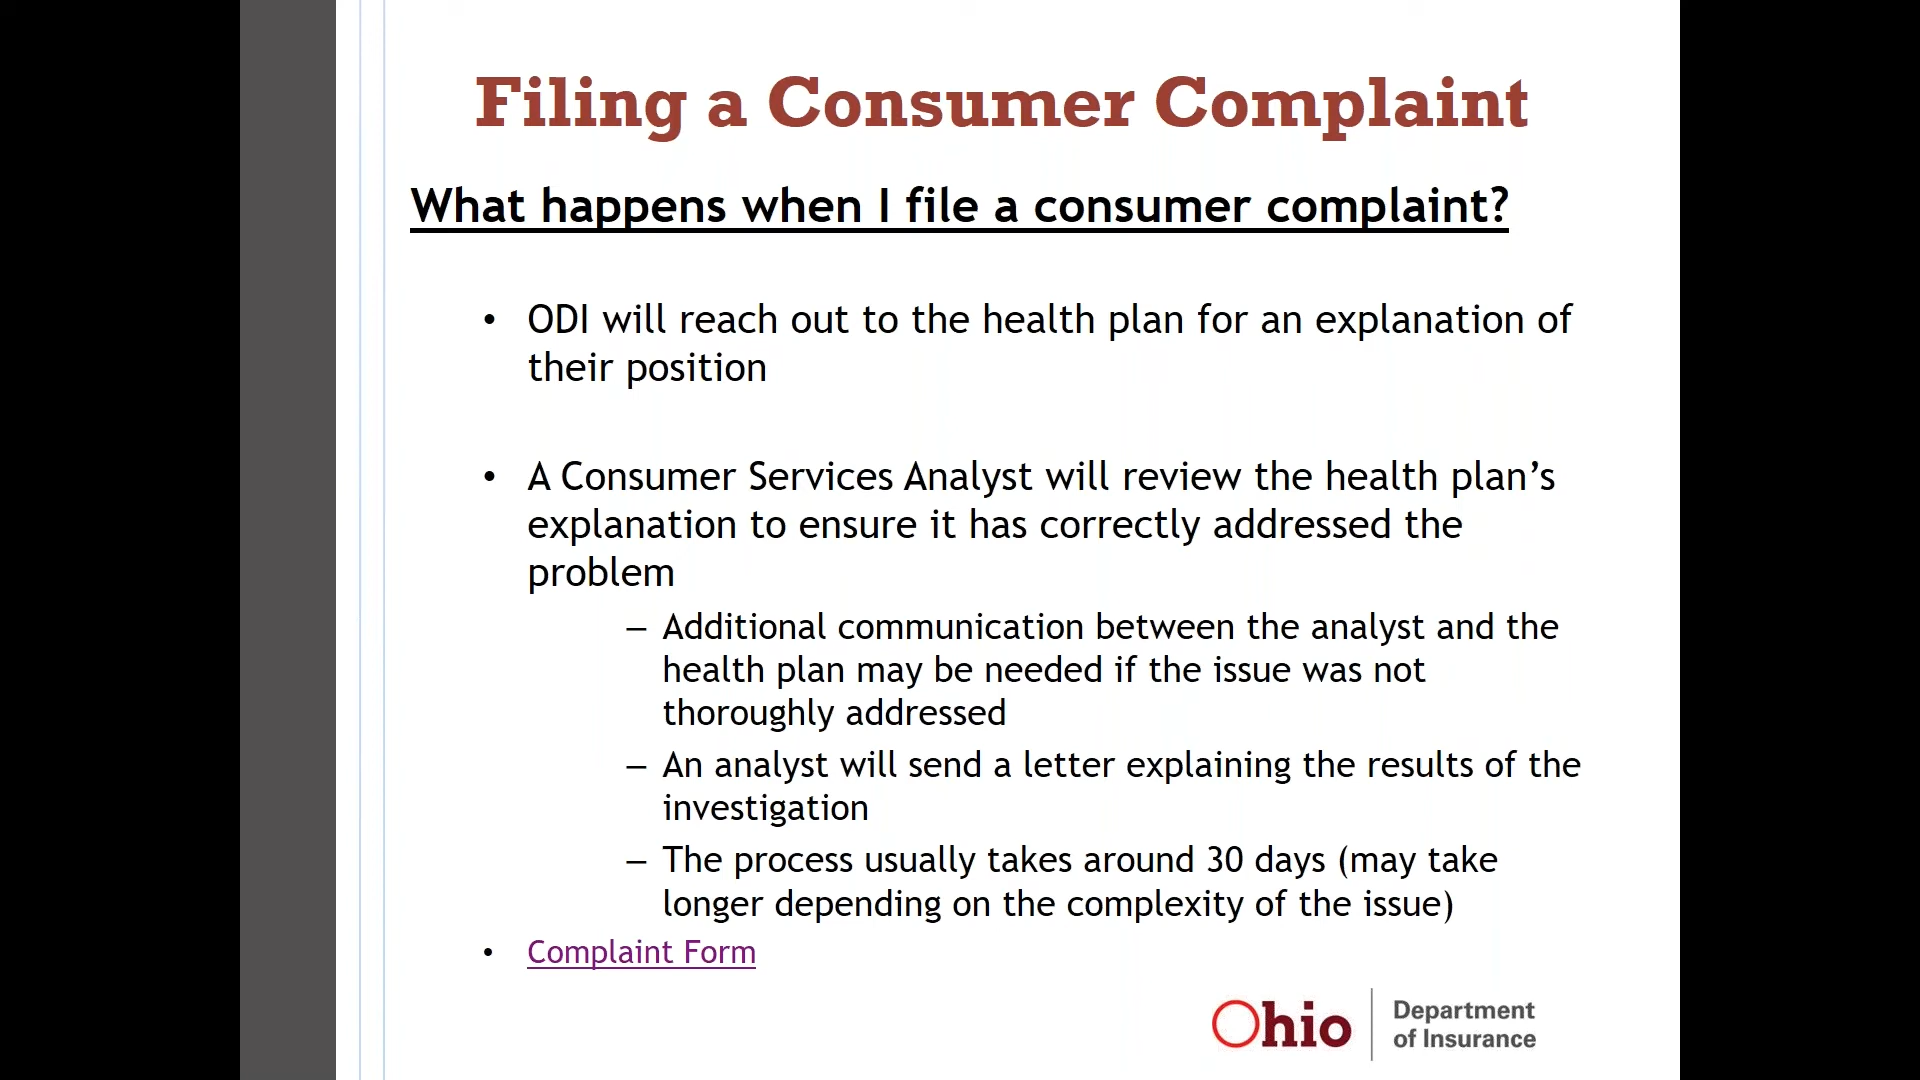 Filing a Consumer Complaint
What happens when I file a consumer complaint?
• ODI will reach out to the health plan for an explanation of
their position
• A Consumer Services Analyst will review the health plan’s
explanation to ensure it has correctly addressed the
problem
– Additional communication between the analyst and the
health plan may be needed if the issue was not
thoroughly addressed
– An analyst will send a letter explaining the results of the
investigation
– The process usually takes around 30 days (may take
longer depending on the complexity of the issue)
• Complaint Form
Ohio
Department
of Insurance